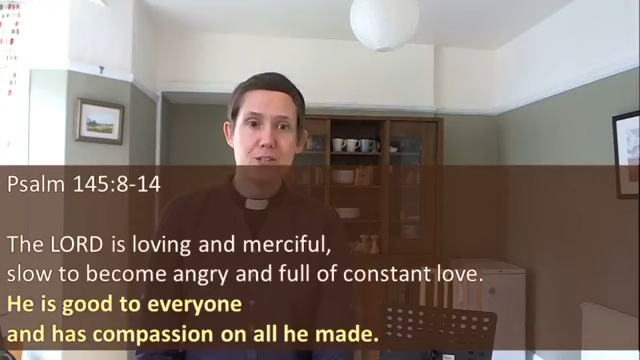 Psalm 145:8-14
The LORD is loving and merciful,
slow to become angry and full of constant love.
He is good to everyone
and has compassion on all he made.